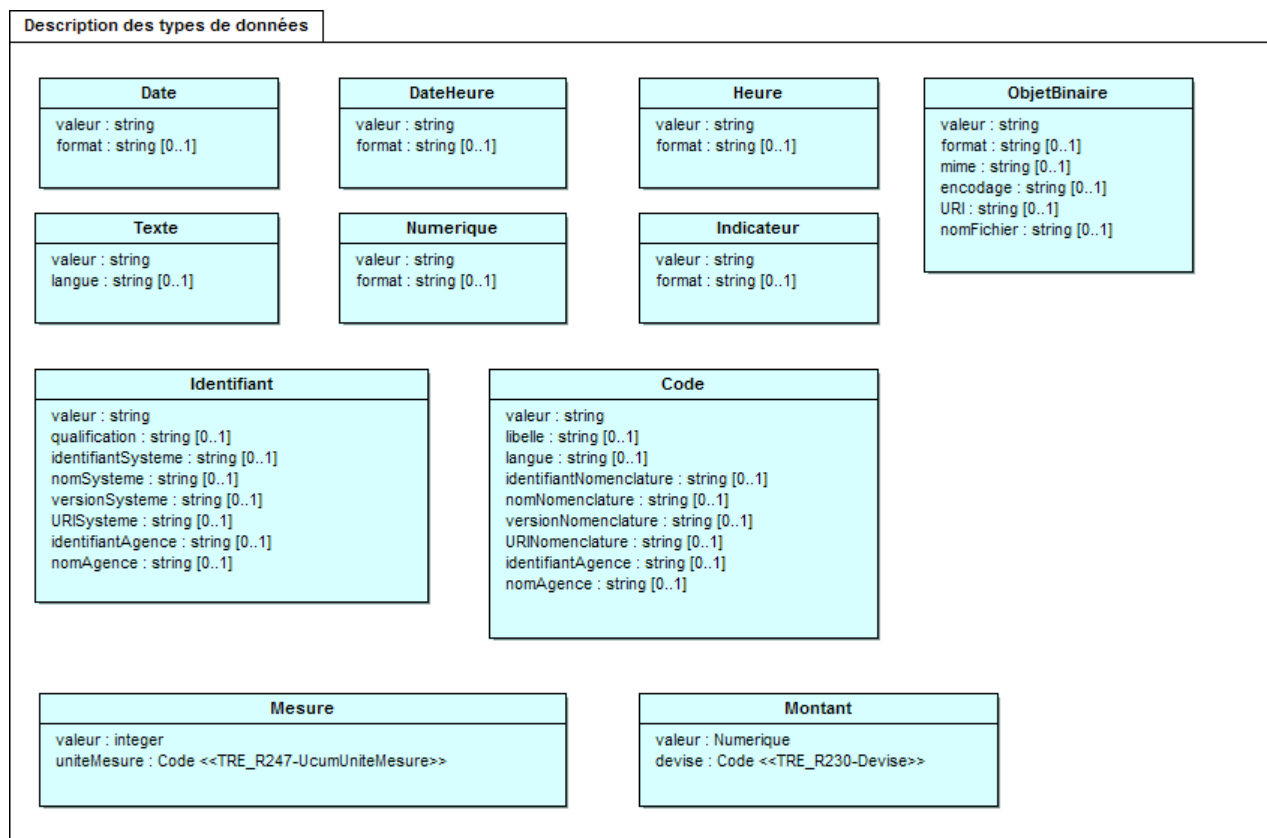 Description des types de données
Date
valeur : string
format : string [0..1]
DateHeure
valeur : string
format : string [0..1]
Heure
valeur : string
format : string [0..1]
ObjetBinaire
valeur : string
format : string [0..1]
mime : string [0..1]
encodage : string [0..1]
URI : string [0..1]
nomFichier : string [0..1]
Texte
valeur : string
langue : string [0..1]
Numerique
valeur : string
format : string [0..1]
Indicateur
valeur : string
format : string [0..1]
Identifiant
valeur : string
qualification : string [0..1]
identifiantSysteme : string [0..1]
nomSysteme : string [0..1]
versionSysteme : string [0..1]
URISysteme : string [0..1]
identifiantAgence : string [0..1]
nomAgence : string [0..1]
Code
valeur : string
libelle : string [0..1]
langue : string [0..1]
identifiantNomenclature : string [0..1]
nomNomenclature : string [0..1]
versionNomenclature : string [0..1]
URINomenclature : string [0..1]
identifiantAgence : string [0..1]
nomAgence : string [0..1]
Mesure
valeur : integer
uniteMesure : Code <<TRE_R247-UcumUniteMesure>>
Montant
valeur : Numerique
devise : Code <<TRE_R230-Devise>>